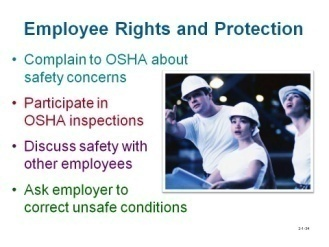 Employee Rights and Protection
• Complain to OSHA about
safety concerns
• Participate in
OSHA inspections
• Discuss safety with
other employees
• Ask employer to
correct unsafe conditions